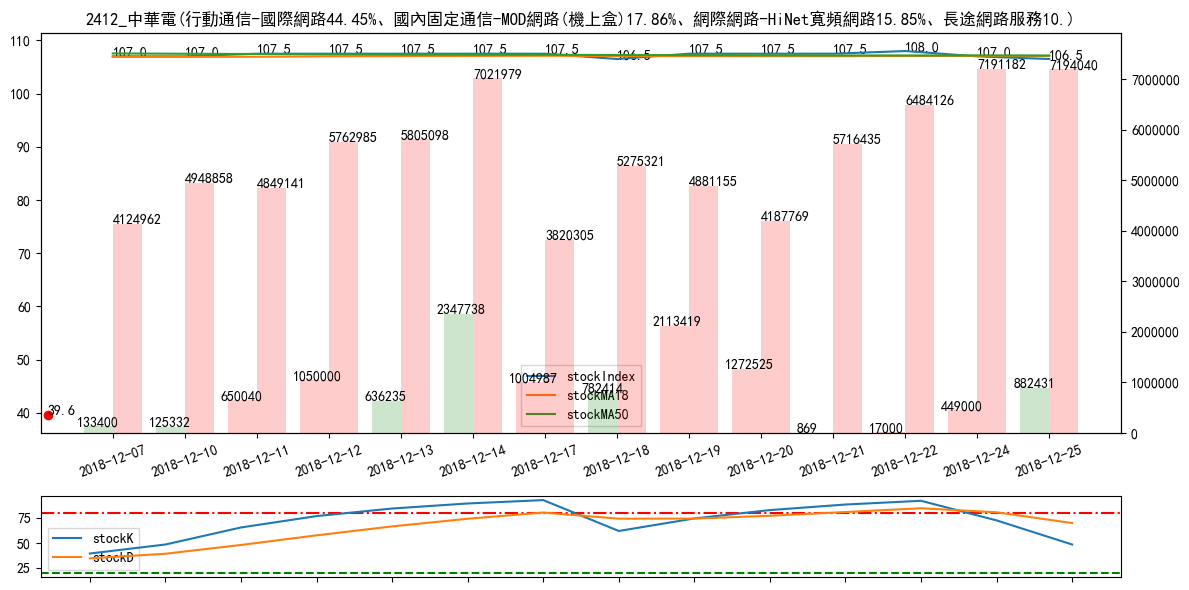 2412_中華電(行動通信-國際網路44.45%、國內固定通信-MOD網路(機上盒)17.86%、網際網路-HiNet寬頻網路15.85%、長途網路服務10.)
110
100
90
80
70
60
50
40
7000000
6000000
5000000
4000000
3000000
2000000
1000000
0
107.0 107.0 107.5 107.5 107.5 107.5 107.5 106.5 107.5 107.5 107.5 108.0 107.0 106.5
4124962 4948858 4849141 5762985 5805098 7021979 3820305 5275321 4881155 4187769 5716435 6484126 7191182 7194040
39.6
133400 125332 650040 1050000 636235 2347738 1004987 782414 2113419 1272525 869 17000 449000 882431
stockIndex
stockMA18
stockMA50
2018-12-07 2018-12-10 2018-12-11 2018-12-12 2018-12-13 2018-12-14 2018-12-17 2018-12-18 2018-12-19 2018-12-20 2018-12-21 2018-12-22 2018-12-24 2018-12-25
75
50
25
stockK
stockD